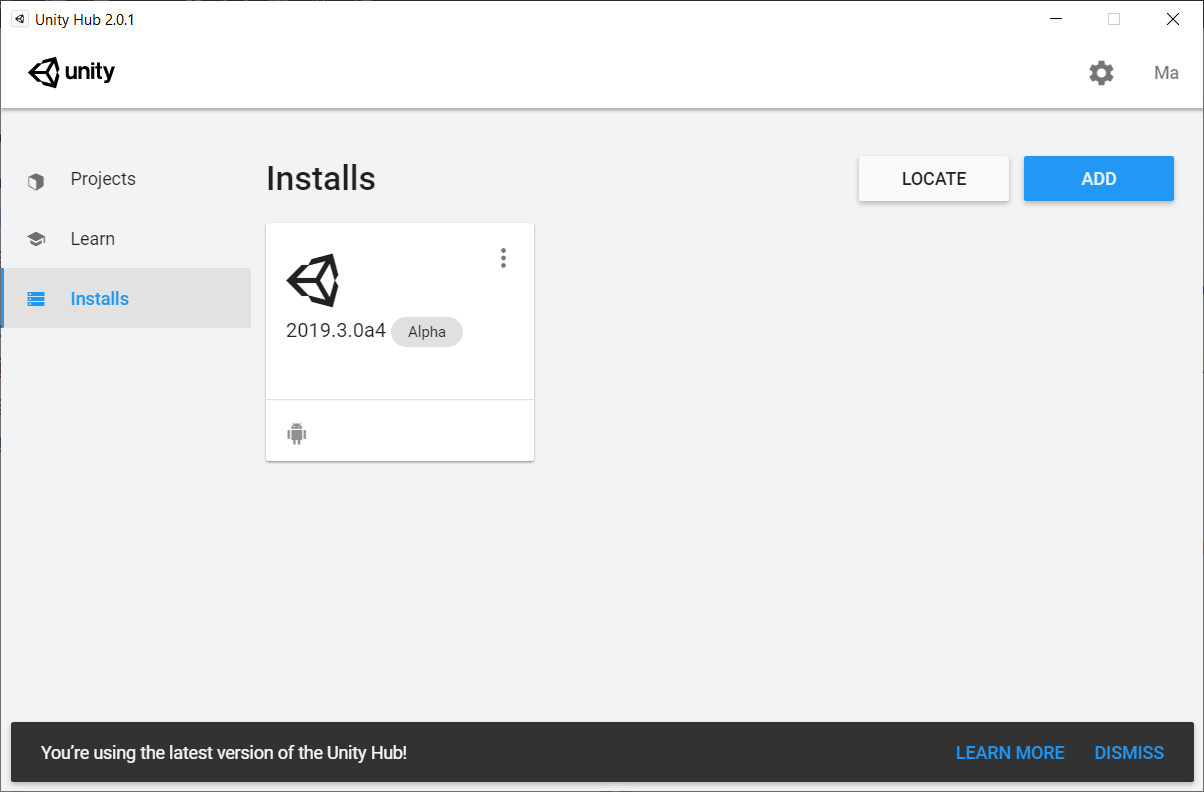 Unity Hub 2.0.1
unity
Ma
Projects
Learn
Installs
Installs
LOCATE
ADD
2019.3.0a4
Alpha
You're using the latest version of the Unity Hub!
LEARN MORE
DISMISS